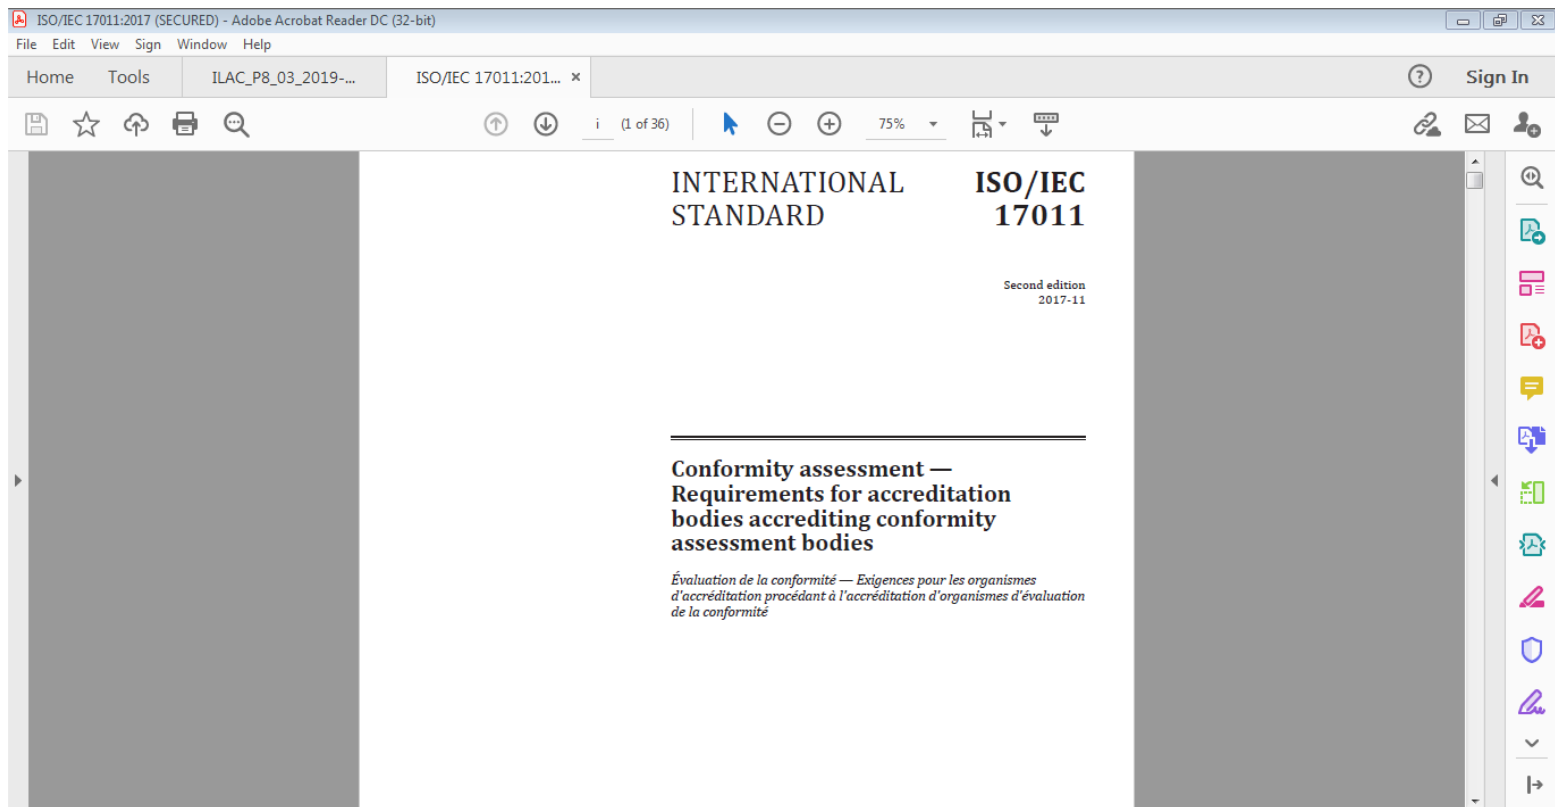 ISO/IEC 17011:2017 (SECURED) - Adobe Acrobat Reader DC (32-bit)
File Edit View Sign Window Help
Home Tools ILAC_P8_03_2019-... ISO/IEC 17011:201... × Sign In
i (1 of 36) 75%
INTERNATIONAL STANDARD
ISO/IEC 17011
Second edition
2017-11
Conformity assessment —
Requirements for accreditation
bodies accrediting conformity
assessment bodies
Évaluation de la conformité — Exigences pour les organismes
d'accréditation procédant à l'accréditation d'organismes d'évaluation
de la conformité